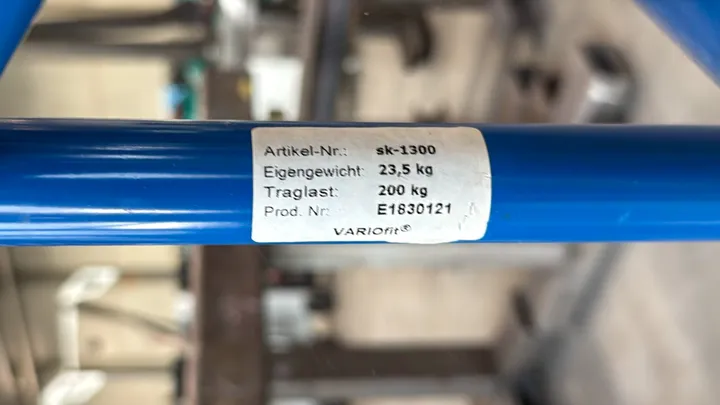 Artikel-Nr.: sk-1300
Eigengewicht: 23,5 kg
Traglast: 200 kg
Prod. Nr: E1830121
VARIOfit®